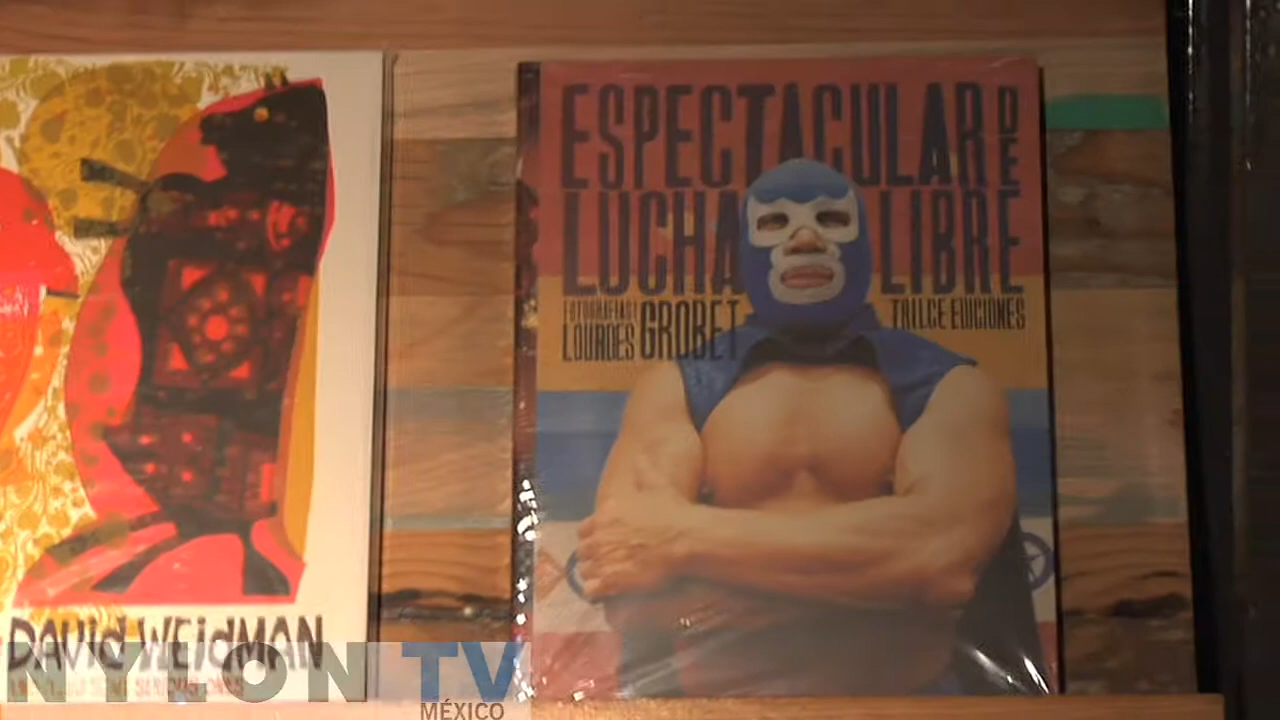 ESPECTACULAR DE
LUCHA LIBRE
FOTOGRAFÍAS:
LOURDES GROBET
TRILCE EDICIONES
DAVID WEIDMAN
NYLON TV
MÉXICO